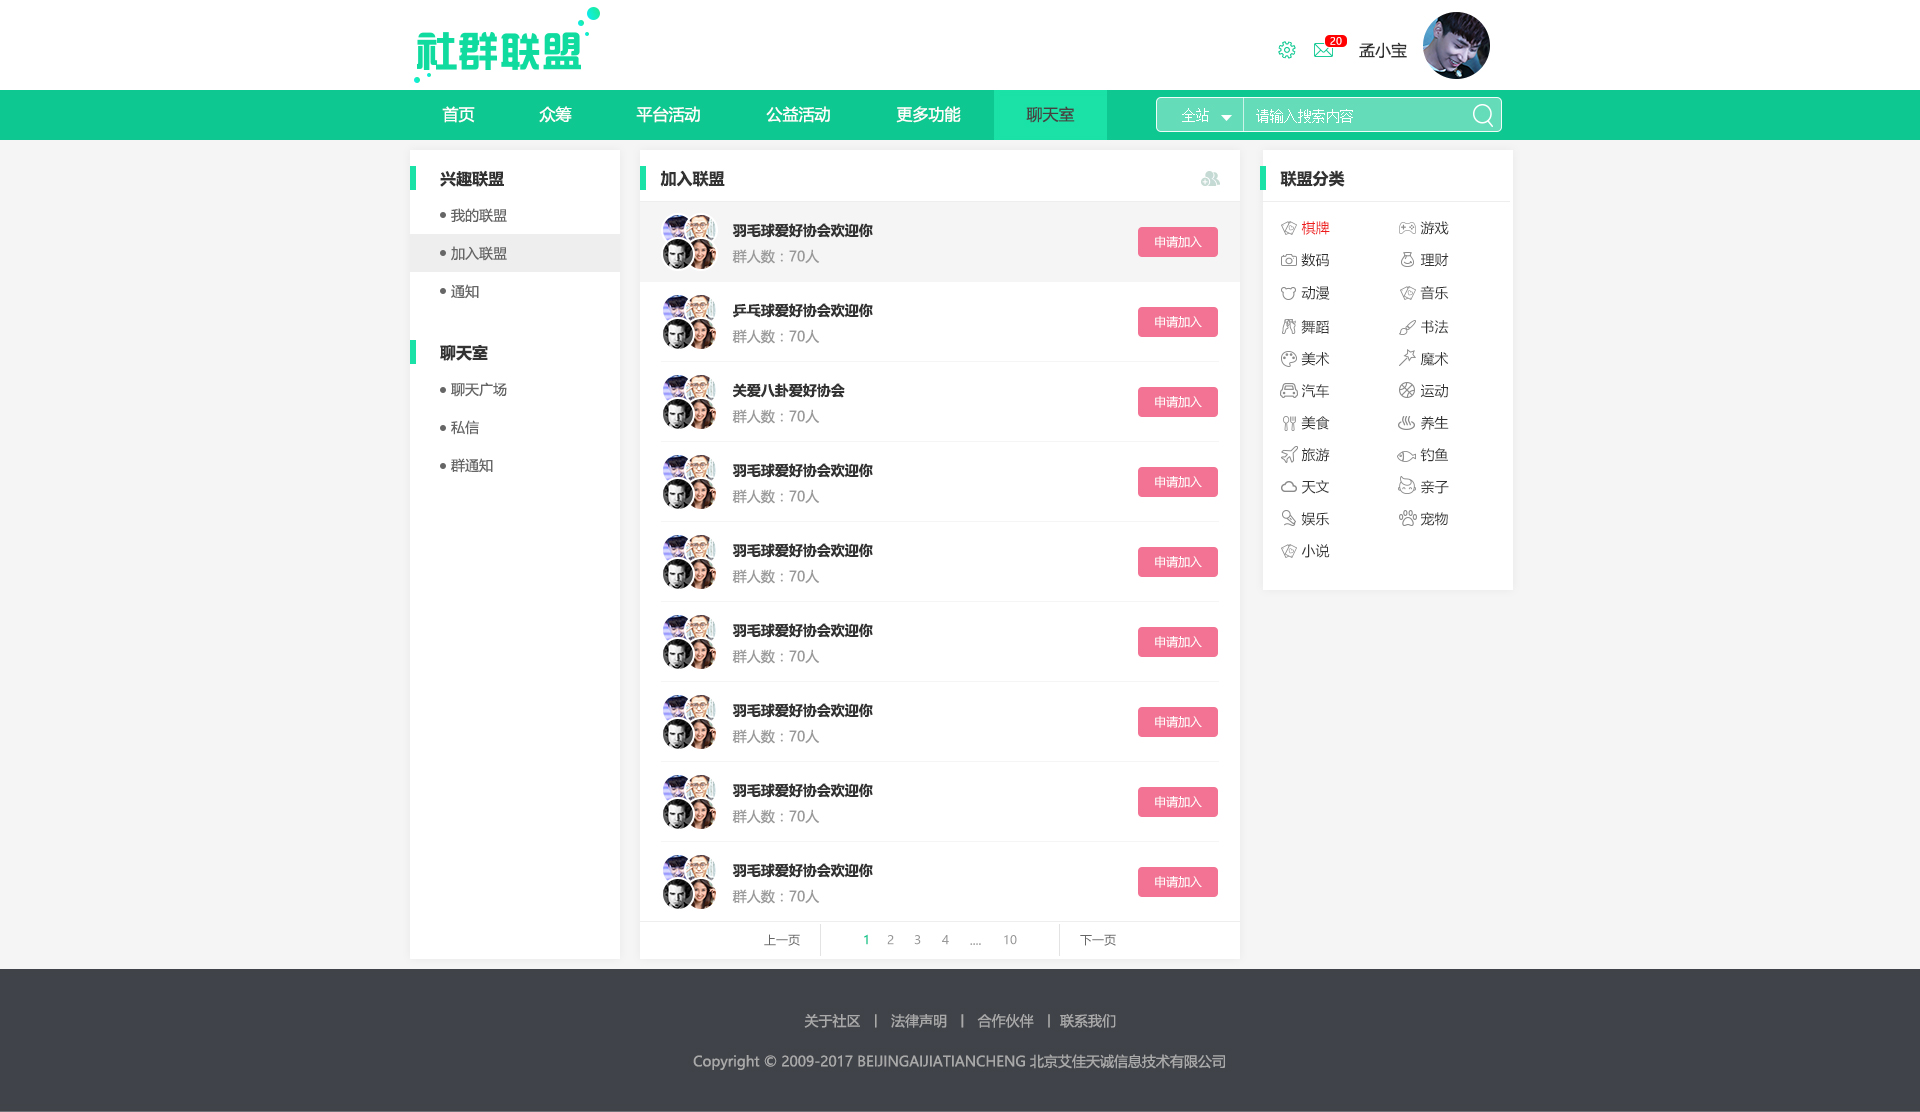 社群联盟
20
孟小宝
首页 众筹 平台活动 公益活动 更多功能 聊天室 全站 请输入搜索内容
兴趣联盟
我的联盟
加入联盟
通知
聊天室
聊天广场
私信
群通知
加入联盟
羽毛球爱好协会欢迎你
群人数：70人
申请加入
乒乓球爱好协会欢迎你
群人数：70人
申请加入
关爱八卦爱好协会
群人数：70人
申请加入
羽毛球爱好协会欢迎你
群人数：70人
申请加入
羽毛球爱好协会欢迎你
群人数：70人
申请加入
羽毛球爱好协会欢迎你
群人数：70人
申请加入
羽毛球爱好协会欢迎你
群人数：70人
申请加入
羽毛球爱好协会欢迎你
群人数：70人
申请加入
羽毛球爱好协会欢迎你
群人数：70人
申请加入
上一页 1 2 3 4 .... 10 下一页
联盟分类
棋牌 游戏
数码 理财
动漫 音乐
舞蹈 书法
美术 魔术
汽车 运动
美食 养生
旅游 钓鱼
天文 亲子
娱乐 宠物
小说
关于社区 | 法律声明 | 合作伙伴 | 联系我们
Copyright © 2009-2017 BEIJINGAIJIATIANCHENG 北京艾佳天诚信息技术有限公司